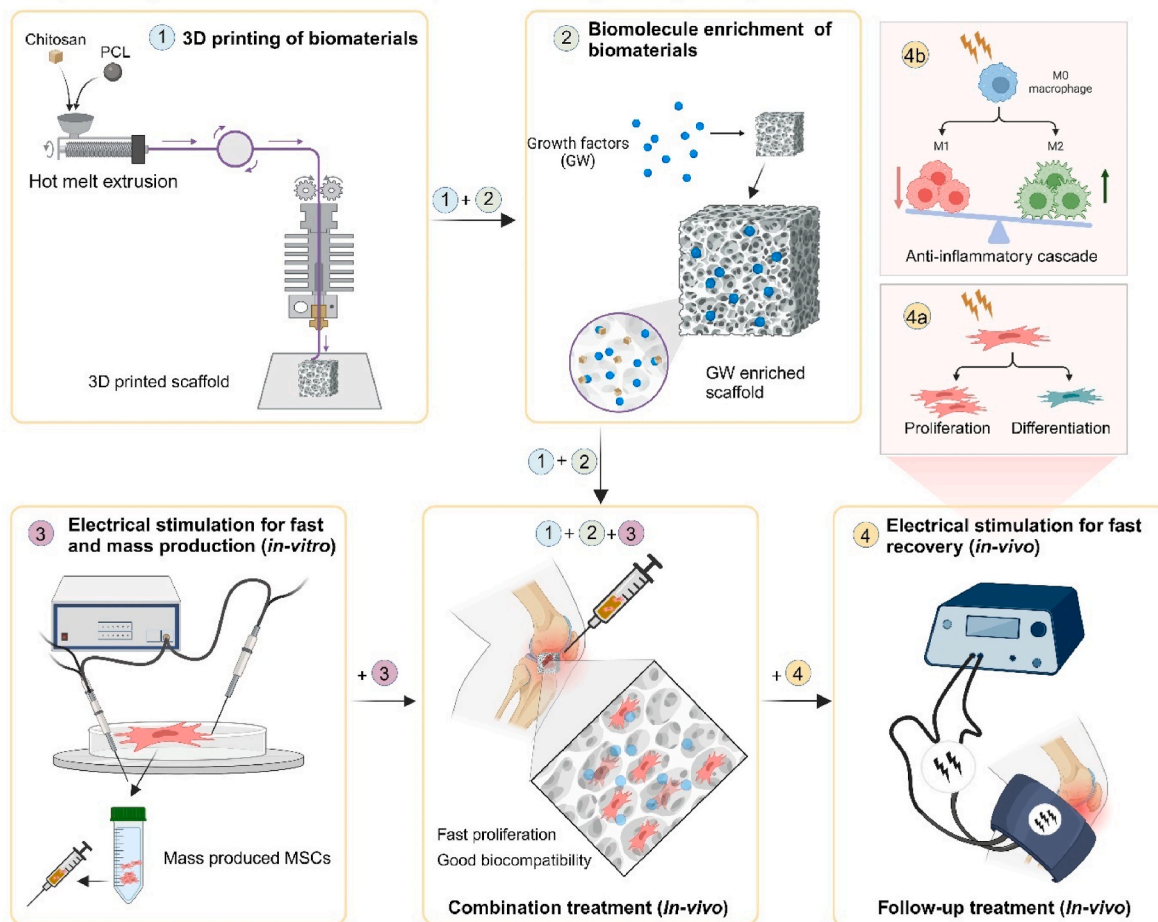 1 3D printing of biomaterials
Chitosan
PCL
Hot melt extrusion
3D printed scaffold
1 + 2
2 Biomolecule enrichment of
biomaterials
Growth factors
(GW)
GW enriched
scaffold
4b
M0
macrophage
M1
M2
Anti-inflammatory cascade
4a
Proliferation
Differentiation
1 + 2
3 Electrical stimulation for fast
and mass production (in-vitro)
Mass produced MSCs
+ 3
1 + 2 + 3
Fast proliferation
Good biocompatibility
Combination treatment (In-vivo)
+ 4
4 Electrical stimulation for fast
recovery (in-vivo)
Follow-up treatment (In-vivo)